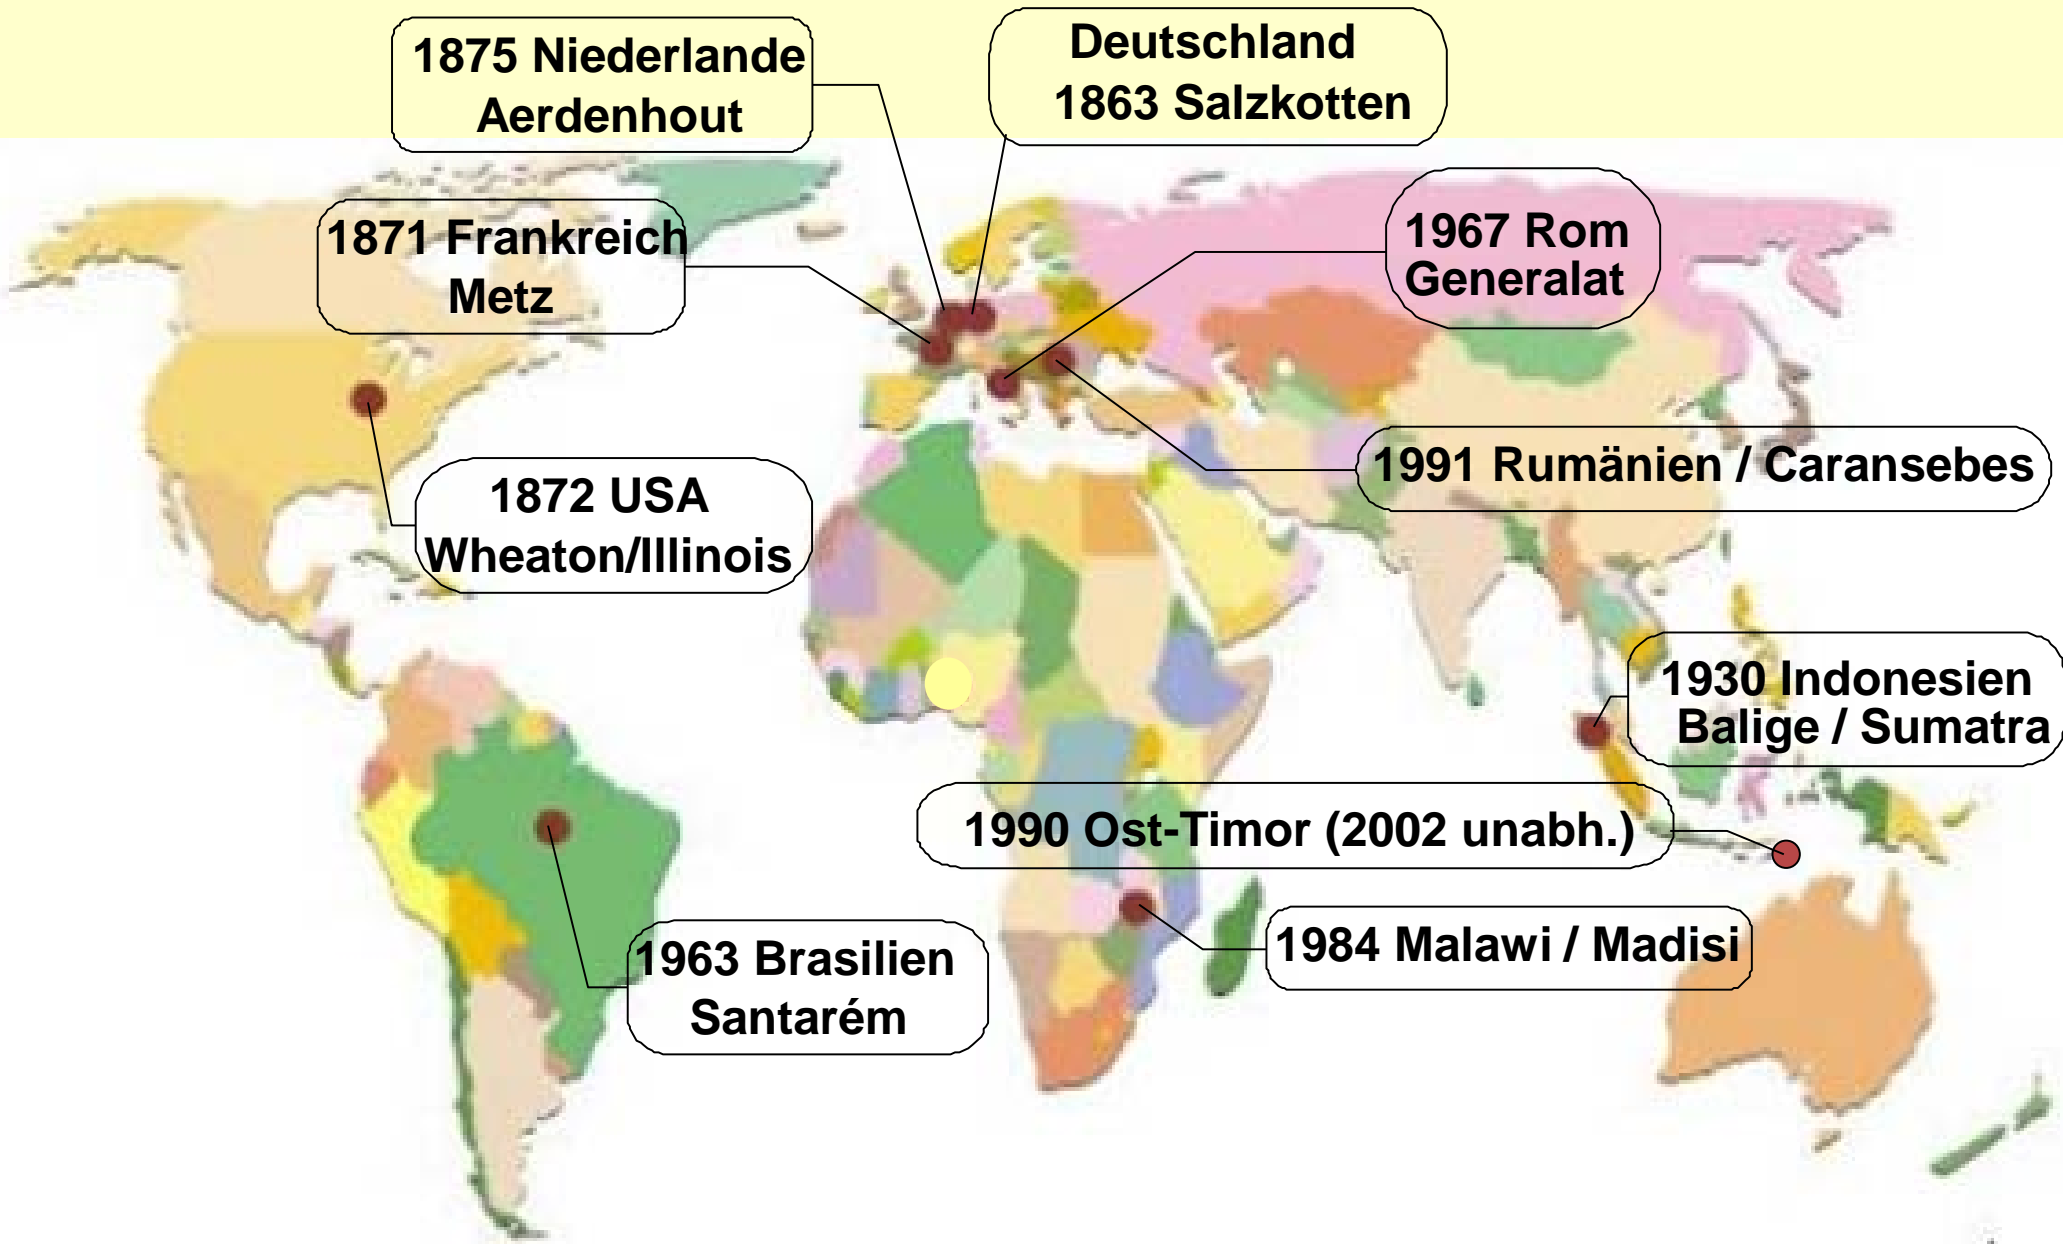 1875 Niederlande
Aerdenhout
Deutschland
1863 Salzkotten
1871 Frankreich
Metz
1967 Rom
Generalat
1872 USA
Wheaton/Illinois
1991 Rumänien / Caransebes
1930 Indonesien
Balige / Sumatra
1990 Ost-Timor (2002 unabh.)
1963 Brasilien
Santarém
1984 Malawi / Madisi